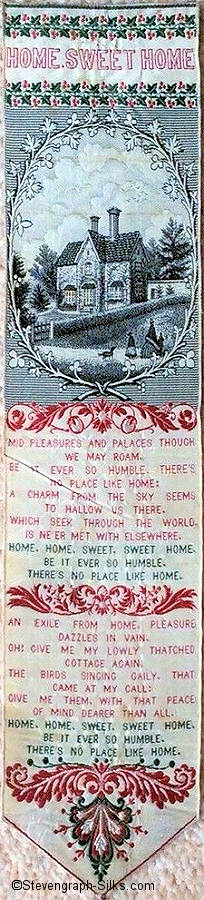 HOME, SWEET HOME
MID PLEASURES AND PALACES THOUGH
WE MAY ROAM,
BE IT EVER SO HUMBLE, THERE'S
NO PLACE LIKE HOME:
A CHARM FROM THE SKY SEEMS
TO HALLOW US THERE,
WHICH SEEK THROUGH THE WORLD,
IS NE'ER MET WITH ELSEWHERE.
HOME, HOME, SWEET, SWEET HOME,
BE IT EVER SO HUMBLE,
THERE'S NO PLACE LIKE HOME.
AN EXILE FROM HOME, PLEASURE
DAZZLES IN VAIN,
OH! GIVE ME MY LOWLY THATCHED
COTTAGE AGAIN,
THE BIRDS SINGING GAILY, THAT
CAME AT MY CALL:
GIVE ME THEM, WITH THAT PEACE
OF MIND DEARER THAN ALL.
HOME, HOME, SWEET, SWEET HOME,
BE IT EVER SO HUMBLE,
THERE'S NO PLACE LIKE HOME.
©Stevengraph-Silks.com